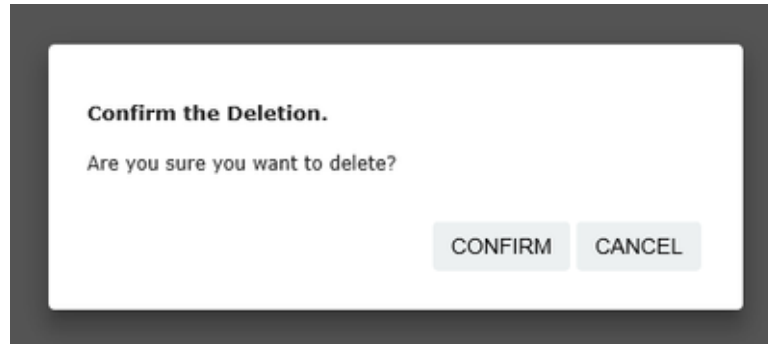 Confirm the Deletion.
Are you sure you want to delete?
CONFIRM CANCEL